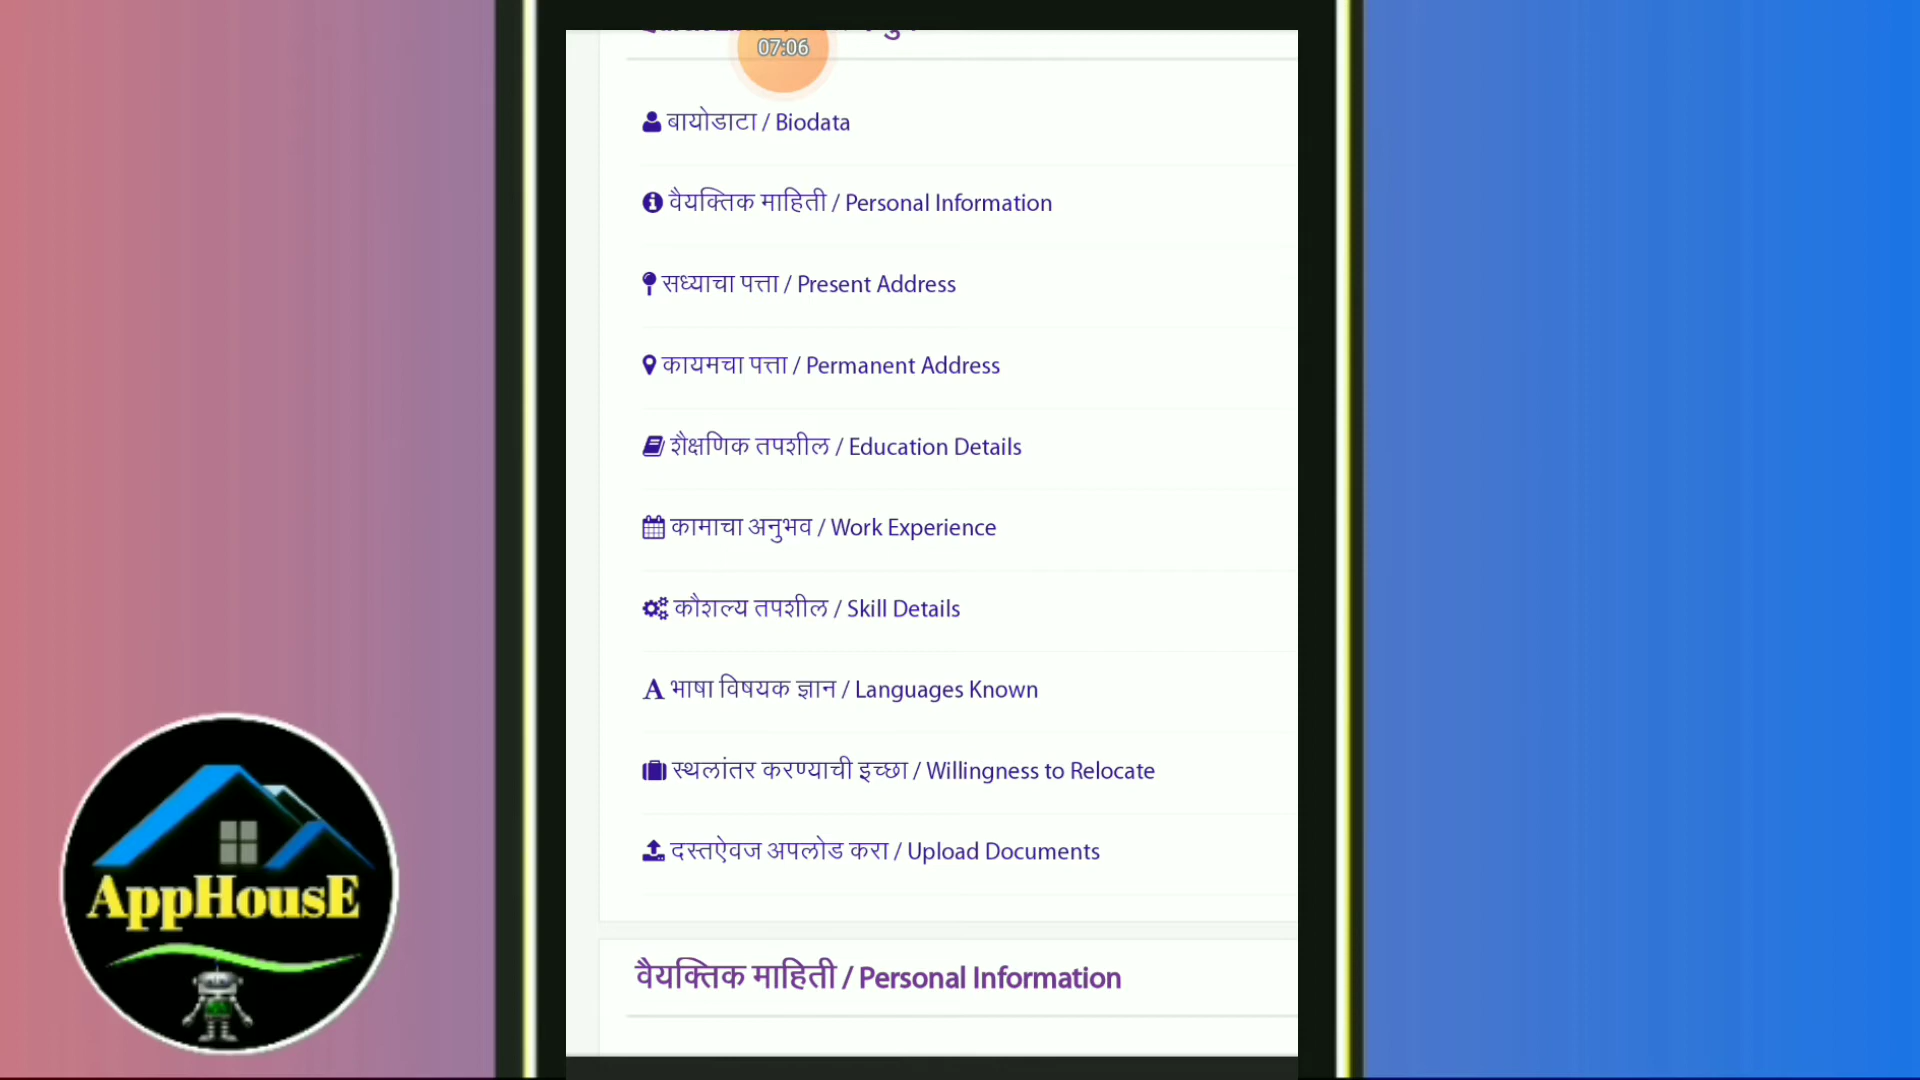 07:06
बायोडाटा / Biodata
वैयक्तिक माहिती / Personal Information
सध्याचा पत्ता / Present Address
कायमचा पत्ता / Permanent Address
शैक्षणिक तपशील / Education Details
कामाचा अनुभव / Work Experience
कौशल्य तपशील / Skill Details
भाषा विषयक ज्ञान / Languages Known
स्थलांतर करण्याची इच्छा / Willingness to Relocate
दस्तऐवज अपलोड करा / Upload Documents
वैयक्तिक माहिती / Personal Information
AppHousE